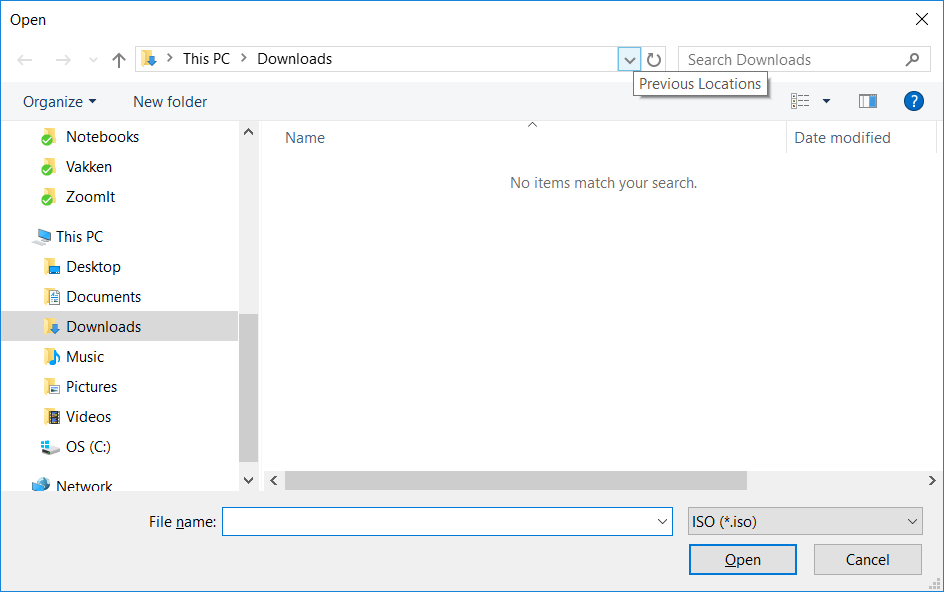 Open
This PC > Downloads
Search Downloads
Previous Locations
Organize
New folder
?
Name
Date modified
No items match your search.
Notebooks
Vakken
ZoomIt
This PC
Desktop
Documents
Downloads
Music
Pictures
Videos
OS (C:)
Network
File name:
ISO (*.iso)
Open
Cancel